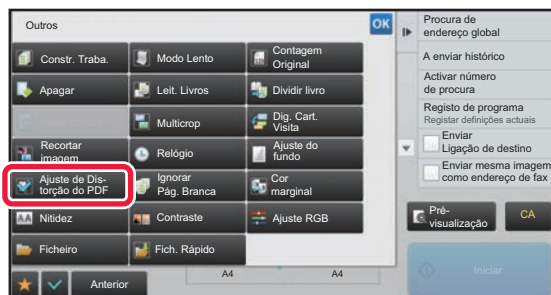 Outros
OK
Constr. Traba.
Modo Lento
Contagem
Original
Apagar
Leit. Livros
Dividir livro
Multicrop
Dig. Cart.
Visita
Recortar
imagem
Relógio
Ajuste do
fundo
Ajuste de Dis-
torção do PDF
Ignorar
Pág. Branca
Cor
marginal
AA Nitidez
Contraste
Ajuste RGB
Ficheiro
Fich. Rápido
Anterior
A4
A4
Procura de
endereço global
A enviar histórico
Activar número
de procura
Registo de programa
Registar definições actuais
Enviar
Ligação de destino
Enviar mesma imagem
como endereço de fax
Pré-
visualização
CA
Iniciar